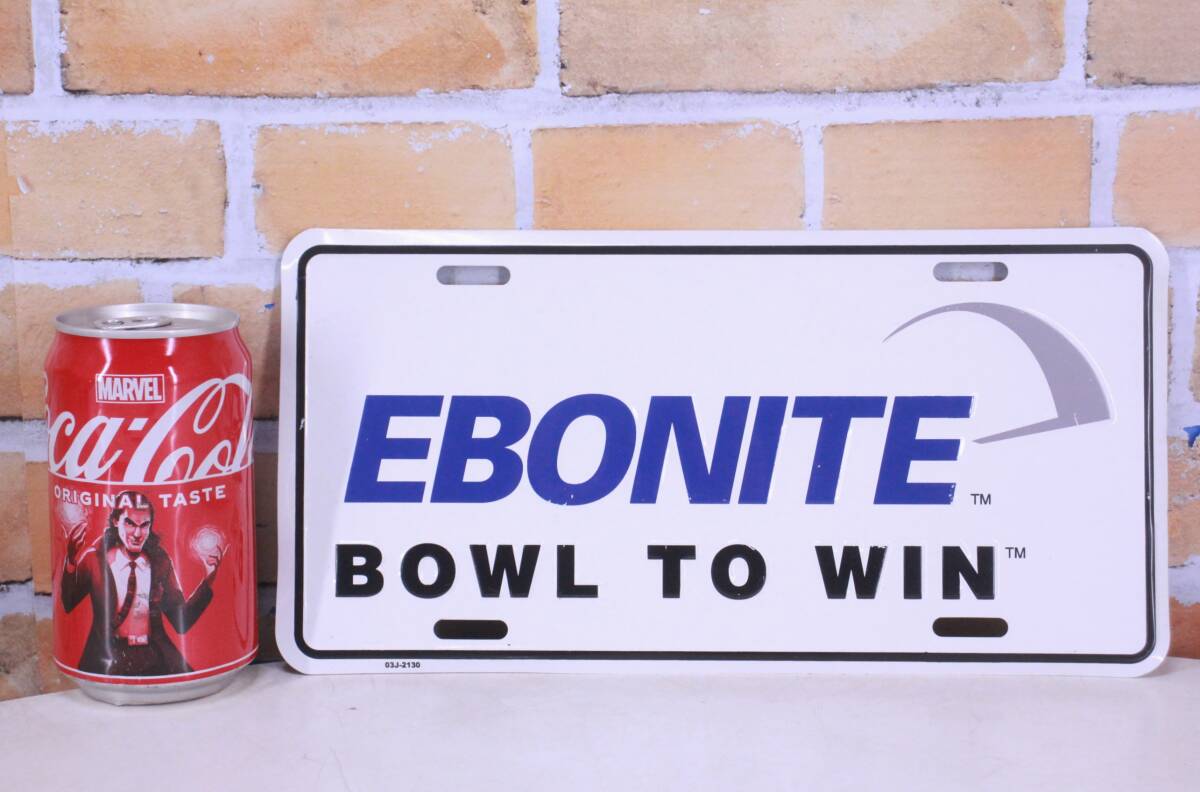 MARVEL
Coca-Cola
ORIGINAL TASTE
EBONITE™
BOWL TO WIN™
03J-2130